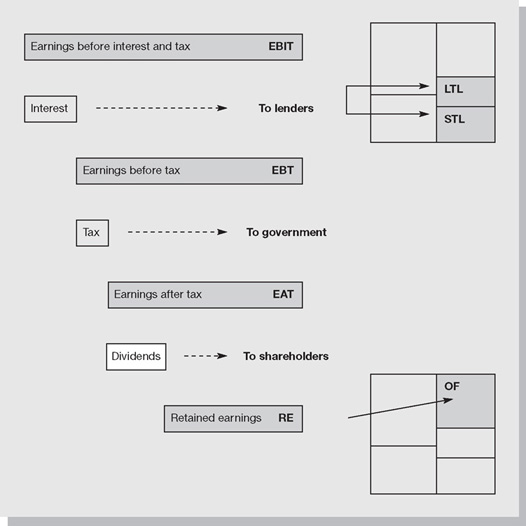 Earnings before interest and tax EBIT
LTL
Interest To lenders
STL
Earnings before tax EBT
Tax To government
Earnings after tax EAT
Dividends To shareholders
OF
Retained earnings RE